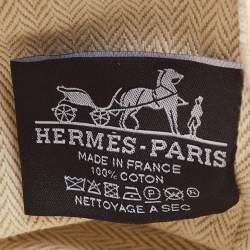 HERMÈS-PARIS
MADE IN FRANCE
100% COTON
NETTOYAGE A SEC